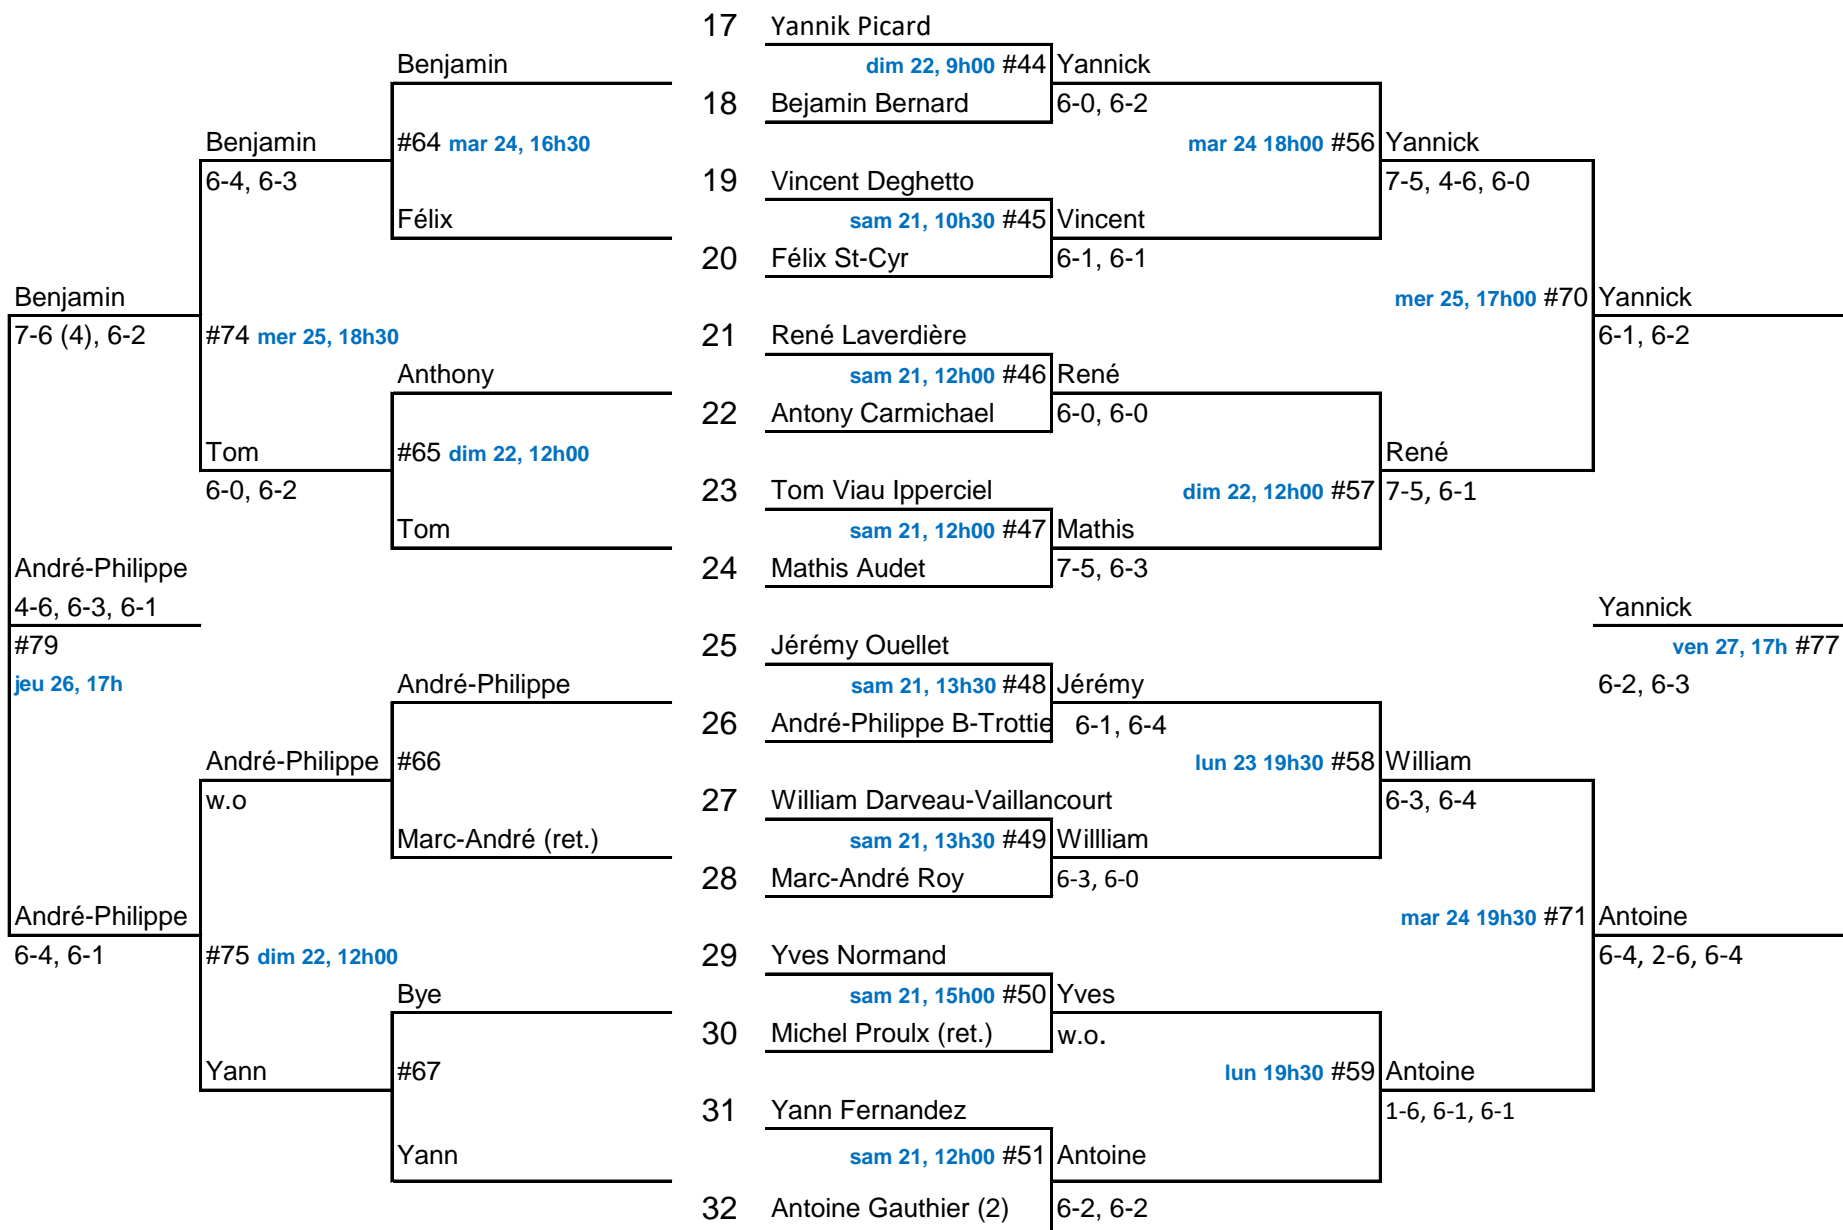 17 Yannik Picard
Benjamin dim 22, 9h00 #44 Yannick
18 Bejamin Bernard 6-0, 6-2
Benjamin #64 mar 24, 16h30 mar 24 18h00 #56 Yannick
6-4, 6-3 19 Vincent Deghetto 7-5, 4-6, 6-0
Félix sam 21, 10h30 #45 Vincent
20 Félix St-Cyr 6-1, 6-1
Benjamin mer 25, 17h00 #70 Yannick
7-6 (4), 6-2 #74 mer 25, 18h30 21 René Laverdière 6-1, 6-2
Anthony sam 21, 12h00 #46 René
22 Antony Carmichael 6-0, 6-0
Tom #65 dim 22, 12h00 René
6-0, 6-2 23 Tom Viau Ipperciel dim 22, 12h00 #57 7-5, 6-1
Tom sam 21, 12h00 #47 Mathis
André-Philippe 24 Mathis Audet 7-5, 6-3
4-6, 6-3, 6-1 Yannick
#79 25 Jérémy Ouellet ven 27, 17h #77
jeu 26, 17h André-Philippe sam 21, 13h30 #48 Jérémy 6-2, 6-3
26 André-Philippe B-Trottie 6-1, 6-4
André-Philippe #66 lun 23 19h30 #58 William
w.o 27 William Darveau-Vaillancourt 6-3, 6-4
Marc-André (ret.) sam 21, 13h30 #49 Willliam
28 Marc-André Roy 6-3, 6-0
André-Philippe mar 24 19h30 #71 Antoine
6-4, 6-1 #75 dim 22, 12h00 29 Yves Normand 6-4, 2-6, 6-4
Bye sam 21, 15h00 #50 Yves
30 Michel Proulx (ret.) w.o.
Yann #67 lun 19h30 #59 Antoine
31 Yann Fernandez 1-6, 6-1, 6-1
Yann sam 21, 12h00 #51 Antoine
32 Antoine Gauthier (2) 6-2, 6-2